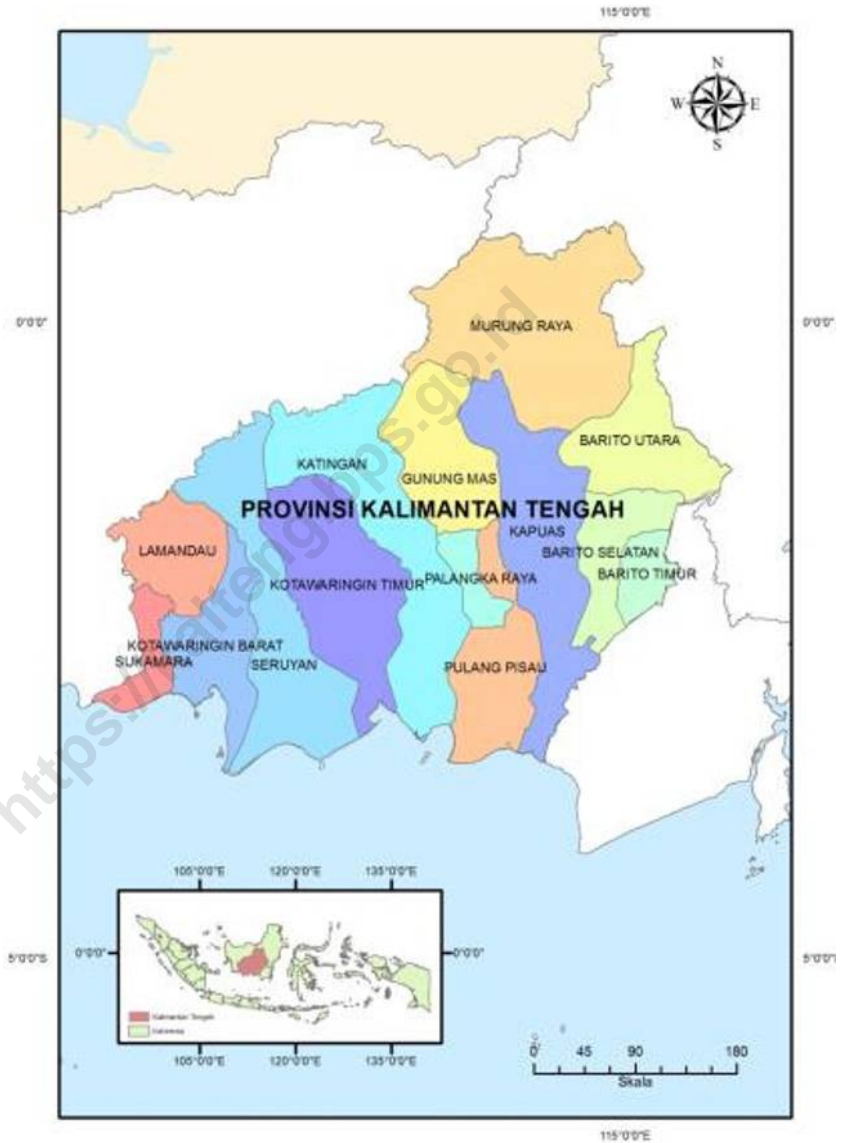 115°0'0"E
N
W
E
S
0°0'0"
0°0'0"
MURUNG RAYA
BARITO UTARA
KATINGAN
GUNUNG MAS
PROVINSI KALIMANTAN TENGAH
KAPUAS
LAMANDAU
BARITO SELATAN
BARITO TIMUR
KOTAWARINGIN TIMUR
PALANGKA RAYA
KOTAWARINGIN BARAT
SUKAMARA
SERUYAN
PULANG PISAU
https://kalteng.bps.go.id
105°0'0"E
120°0'0"E
135°0'0"E
5°0'0"S
0°0'0"
0°0'0"
5°0'0"
Kalimantan Tengah
Indonesia
105°0'0"E
120°0'0"E
135°0'0"E
0
45
90
180
Skala
115°0'0"E